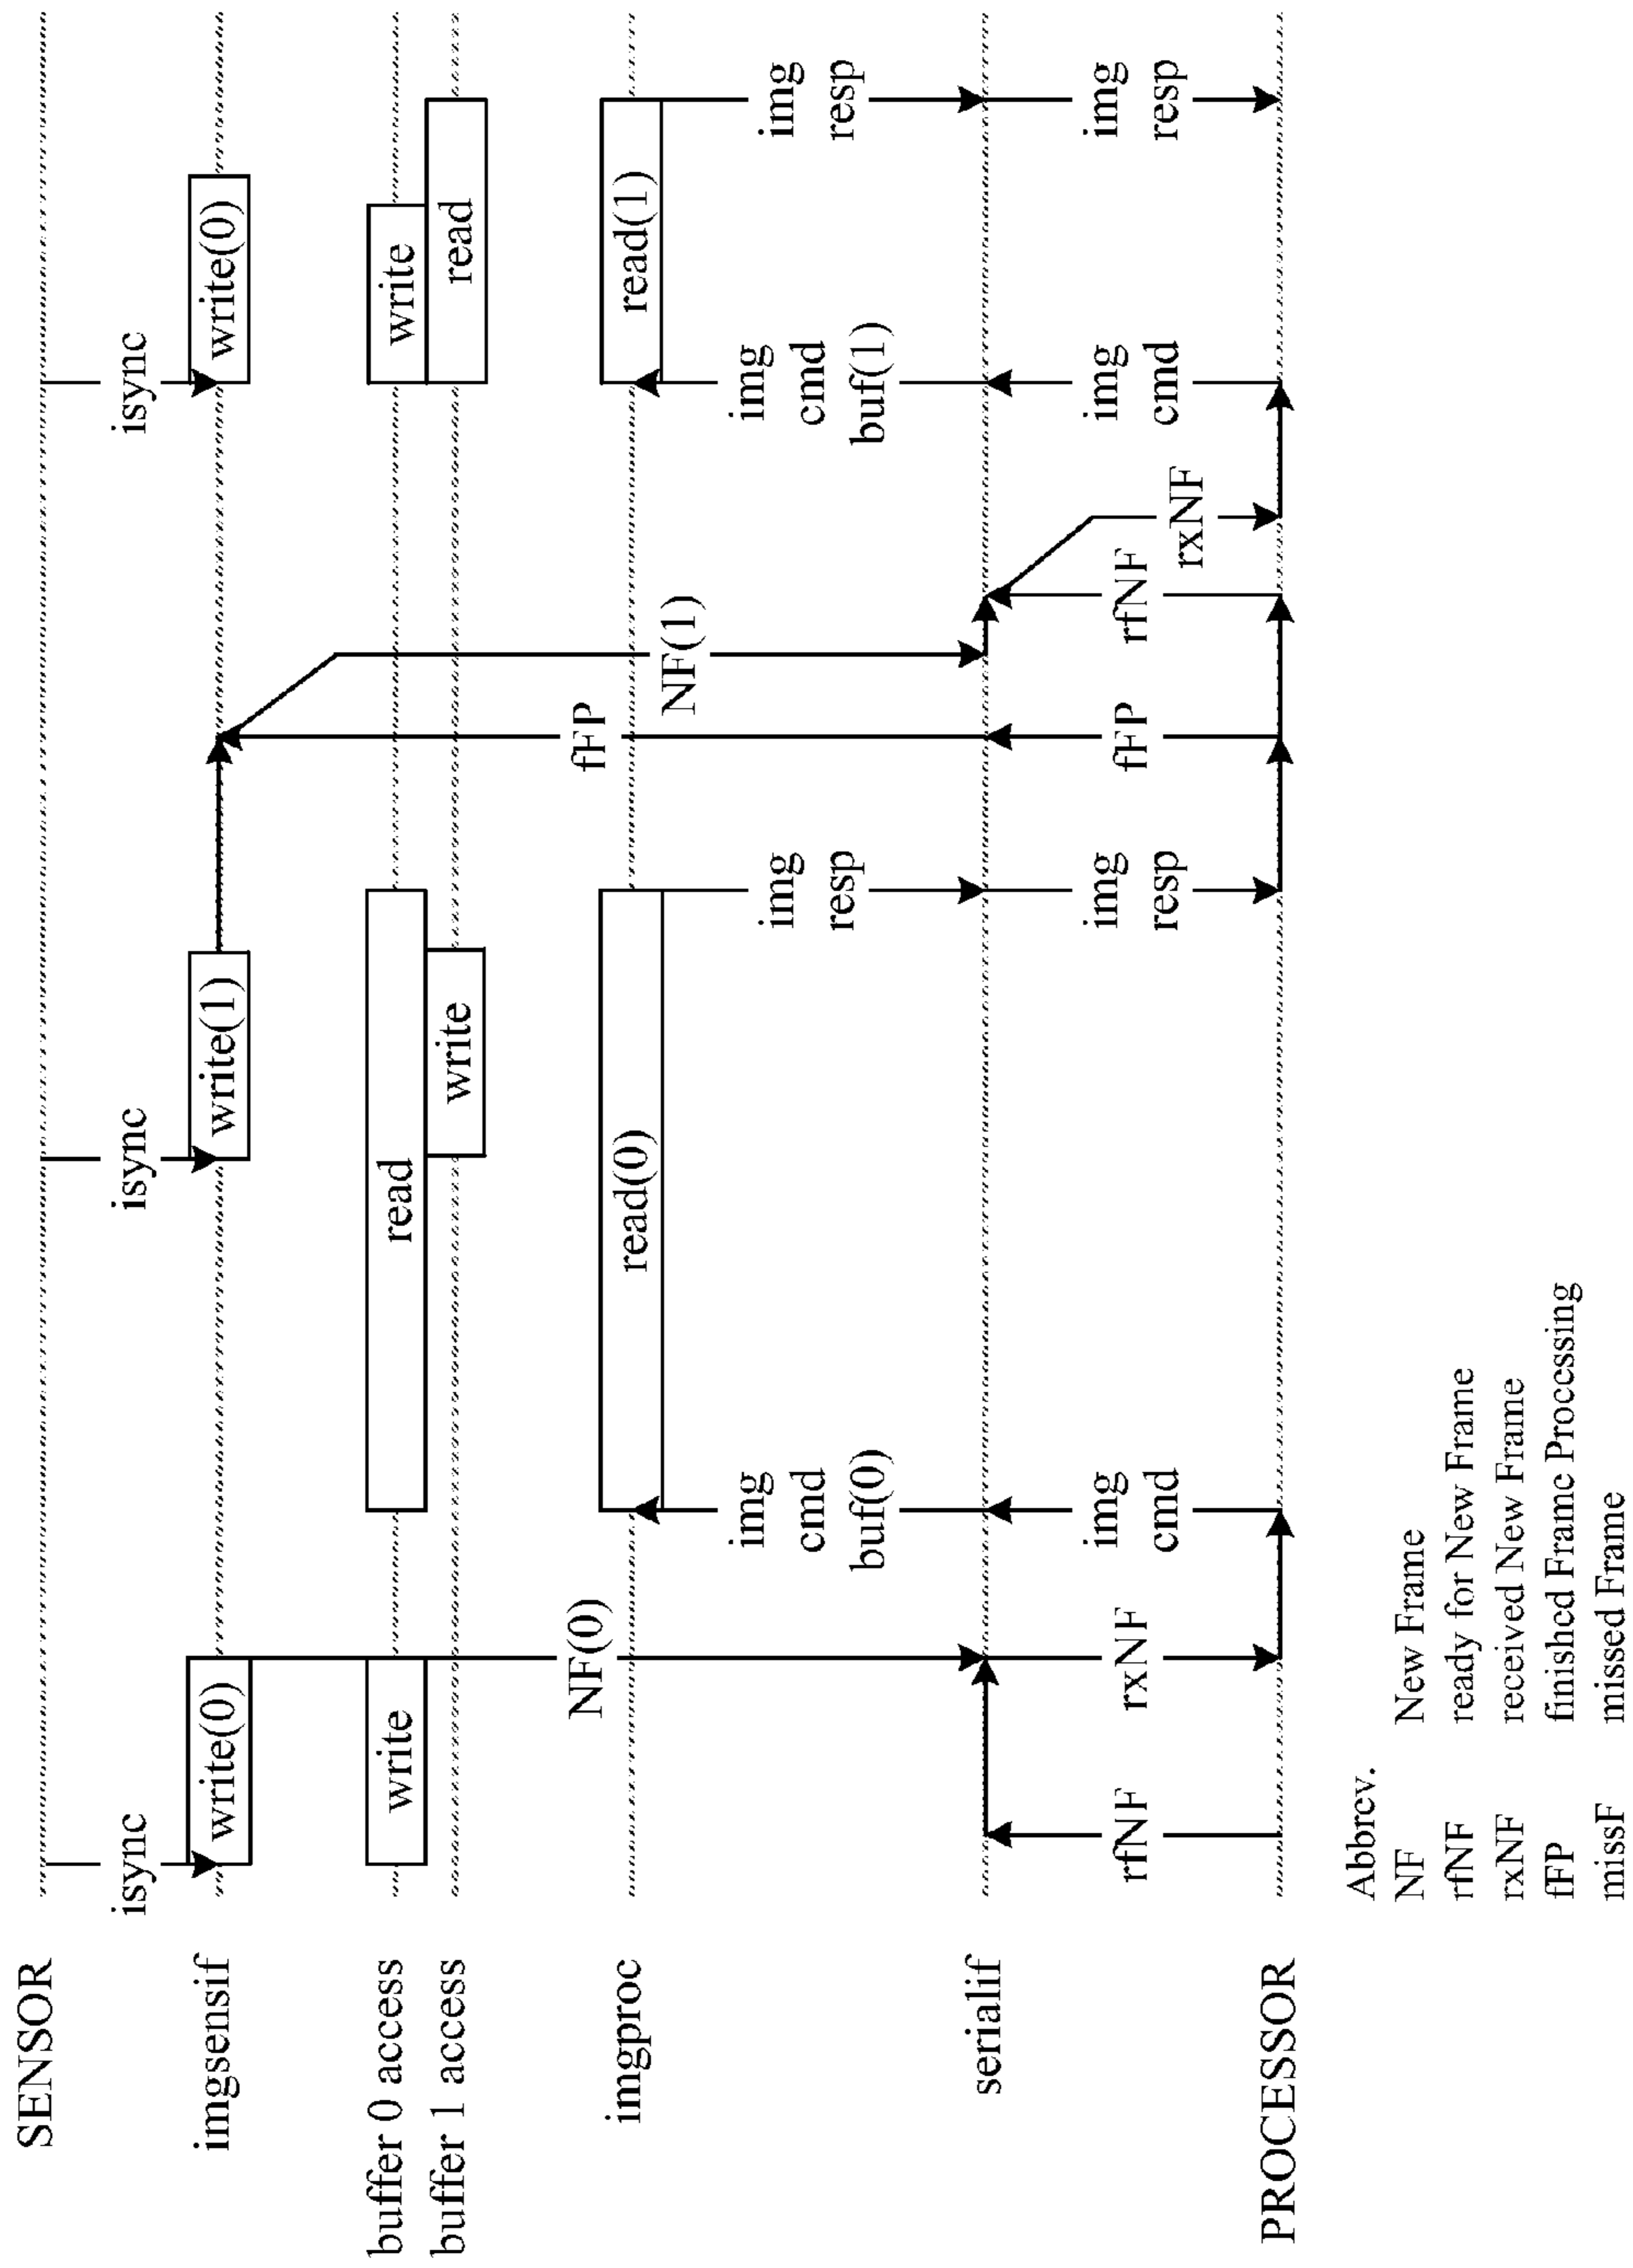 SENSOR
isync
isync
isync
imgsensif
write(0)
write(1)
write(0)
buffer 0 access
write
read
write
buffer 1 access
write
read
imgproc
NF(0)
read(0)
fFP
NF(1)
read(1)
img
cmd
buf(0)
img
resp
img
cmd
buf(1)
img
resp
serialif
rfNF
rxNF
img
cmd
img
resp
fFP
rfNF
rxNF
img
cmd
img
resp
PROCESSOR
Abbrev.
NF New Frame
rfNF ready for New Frame
rxNF received New Frame
fFP finished Frame Processing
missF missed Frame